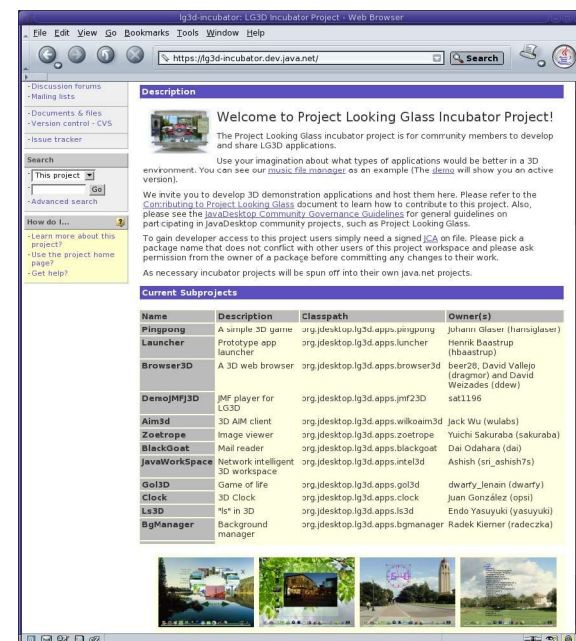 lg3d-incubator: LG3D Incubator Project - Web Browser
File Edit View Go Bookmarks Tools Window Help
https://lg3d-incubator.dev.java.net/
Search
- Discussion forums
- Mailing lists
- Documents & files
- Version control - CVS
- Issue tracker
Search
This project
Go
- Advanced search
How do I...
- Learn more about this
project?
- Use the project home
page?
- Get help?
Description
Welcome to Project Looking Glass Incubator Project!
The Project Looking Glass incubator project is for community members to develop
and share LG3D applications.
Use your imagination about what types of applications would be better in a 3D
environment. You can see our music file manager as an example (The demo will show you an active
version).
We invite you to develop 3D demonstration applications and host them here. Please refer to the
Contributing to Project Looking Glass document to learn how to contribute to this project. Also,
please see the JavaDesktop Community Governance Guidelines for general guidelines on
participating in JavaDesktop community projects, such as Project Looking Glass.
To gain developer access to this project users simply need a signed JCA on file. Please pick a
package name that does not conflict with other users of this project workspace and please ask
permission from the owner of a package before committing any changes to their work.
As necessary incubator projects will be spun off into their own java.net projects.
Current Subprojects
Name Description Classpath Owner(s)
Pingpong A simple 3D game org.jdesktop.lg3d.apps.pingpong Johann Glaser (hansiglaser)
Launcher Prototype app org.jdesktop.lg3d.apps.luncher Henrik Baastrup
launcher (hbaastrup)
Browser3D A 3D web browser org.jdesktop.lg3d.apps.browser3d beer28, David Vallejo
(dragmor) and David
Weizades (ddew)
DemoJMFJ3D JMF player for org.jdesktop.lg3d.apps.jmf23D sat1196
LG3D
Aim3d 3D AIM client org.jdesktop.lg3d.apps.wilkoaim3d Jack Wu (wulabs)
Zoetrope Image viewer org.jdesktop.lg3d.apps.zoetrope Yuichi Sakuraba (sakuraba)
BlackGoat Mail reader org.jdesktop.lg3d.apps.blackgoat Dai Odahara (dai)
JavaWorkSpace Network intelligent org.jdesktop.lg3d.apps.intel3d Ashish (sri_ashish7s)
3D workspace
Gol3D Game of life org.jdesktop.lg3d.apps.gol3d dwarfy_lenain (dwarfy)
Clock 3D Clock org.jdesktop.lg3d.apps.clock Juan González (opsi)
Ls3D "ls" in 3D org.jdesktop.lg3d.apps.ls3d Endo Yasuyuki (yasuyuki)
BgManager Background org.jdesktop.lg3d.apps.bgmanager Radek Kierner (radeczka)
manager